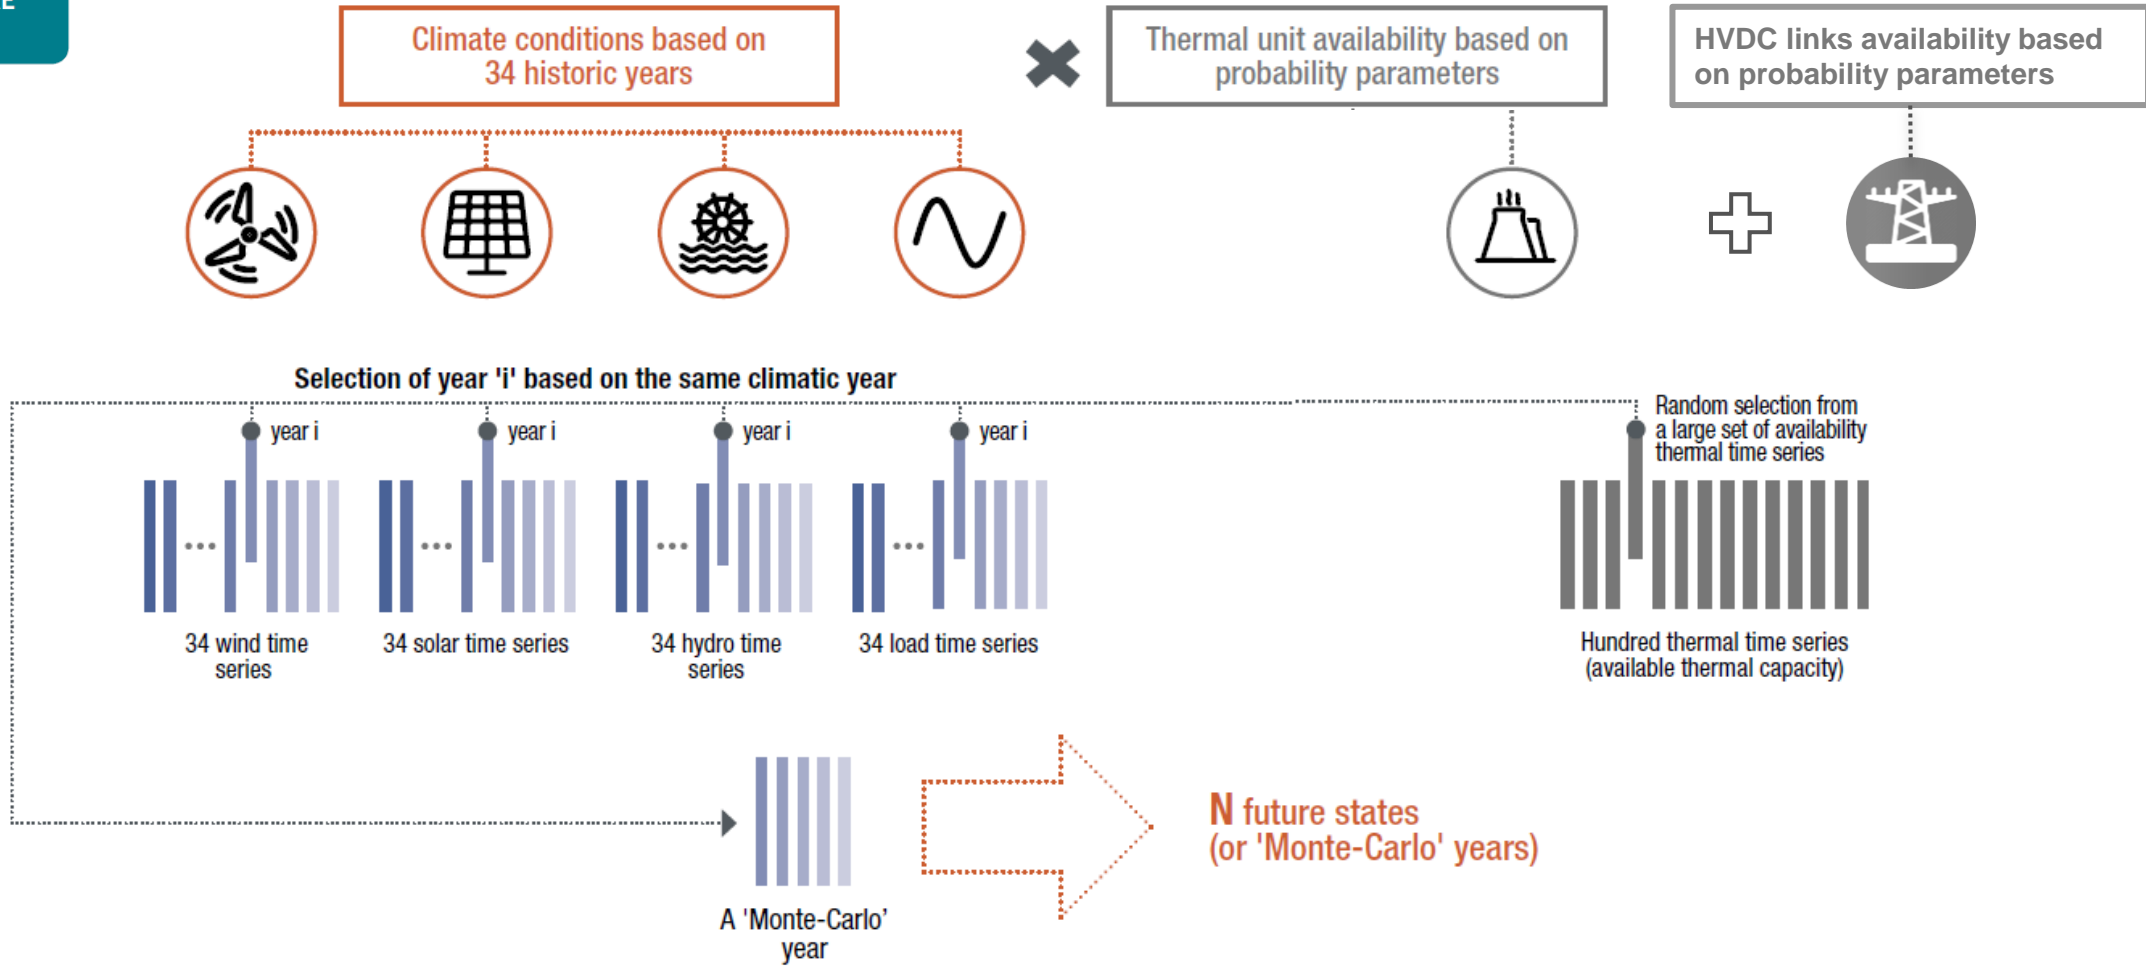 Climate conditions based on
34 historic years
Thermal unit availability based on
probability parameters
HVDC links availability based
on probability parameters
Selection of year 'i' based on the same climatic year
year i
year i
year i
year i
Random selection from
a large set of availability
thermal time series
34 wind time
series
34 solar time series
34 hydro time
series
34 load time series
Hundred thermal time series
(available thermal capacity)
A 'Monte-Carlo’
year
N future states
(or 'Monte-Carlo' years)